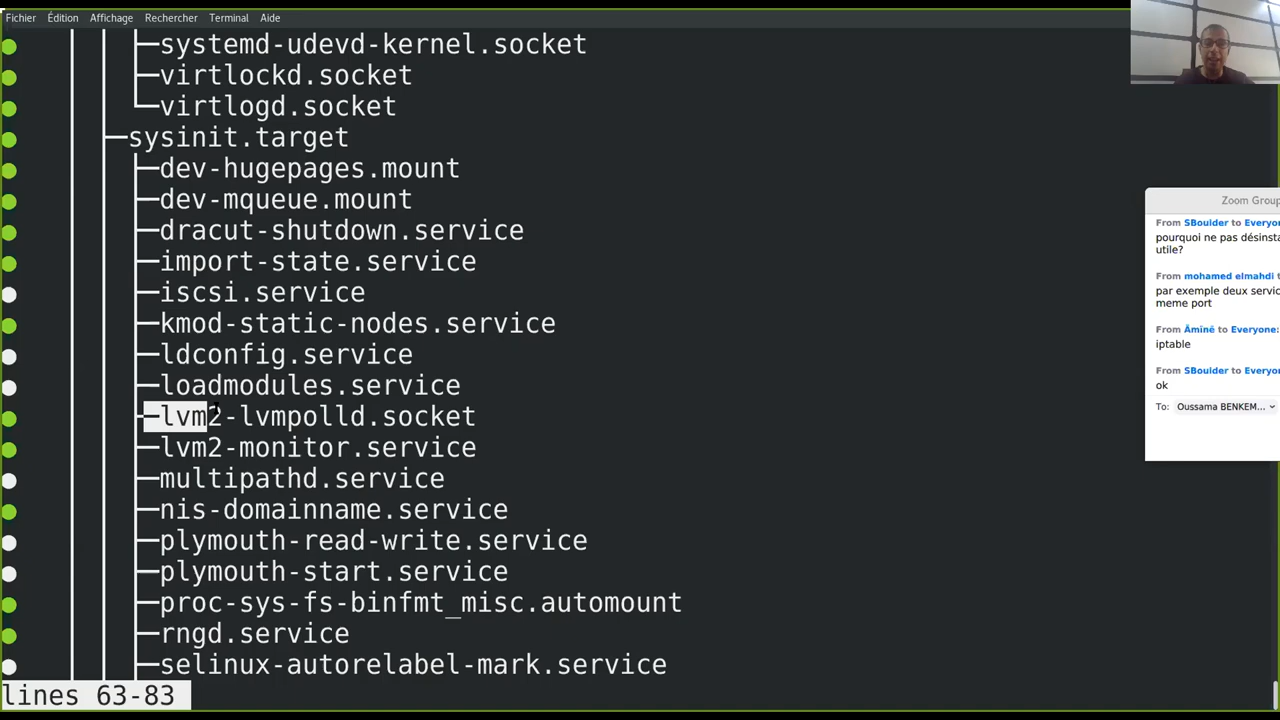 Fichier Édition Affichage Rechercher Terminal Aide
systemd-udevd-kernel.socket
virtlockd.socket
virtlogd.socket
sysinit.target
dev-hugepages.mount
dev-mqueue.mount
dracut-shutdown.service
import-state.service
iscsi.service
kmod-static-nodes.service
ldconfig.service
loadmodules.service
lvm2-lvmpolld.socket
lvm2-monitor.service
multipathd.service
nis-domainname.service
plymouth-read-write.service
plymouth-start.service
proc-sys-fs-binfmt_misc.automount
rngd.service
selinux-autorelabel-mark.service
lines 63-83
Zoom Group
From SBoulder to Everyo
pourquoi ne pas désinsta
utile?
From mohamed elmahdi t
par exemple deux servic
meme port
From Āmīnē to Everyone:
iptable
From SBoulder to Everyo
ok
To: Oussama BENKEM...